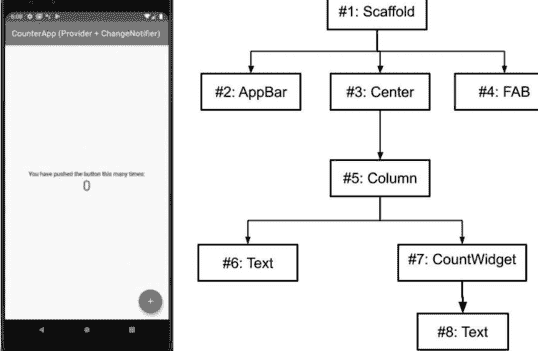 CounterApp (Provider + ChangeNotifier)
You have pushed the button this many times:
0
+
#1: Scaffold
#2: AppBar
#3: Center
#4: FAB
#5: Column
#6: Text
#7: CountWidget
#8: Text